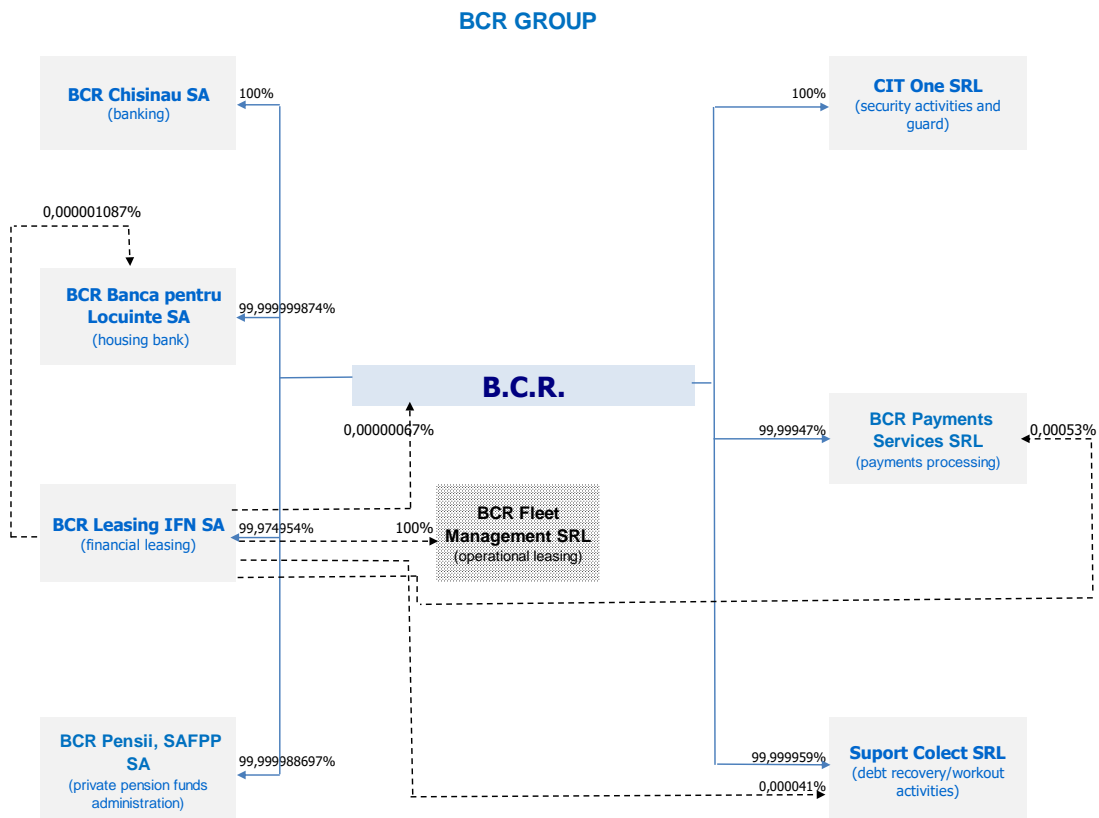 BCR GROUP
BCR Chisinau SA
(banking)
100%
100%
CIT One SRL
(security activities and
guard)
0,000001087%
BCR Banca pentru
Locuinte SA
(housing bank)
99,999999874%
B.C.R.
0,00000067%
99,99947%
BCR Payments
Services SRL
(payments processing)
0,00053%
BCR Leasing IFN SA
(financial leasing)
99,974954%
100%
BCR Fleet
Management SRL
(operational leasing)
BCR Pensii, SAFPP
SA
(private pension funds
administration)
99,999988697%
99,999959%
0,000041%
Suport Colect SRL
(debt recovery/workout
activities)